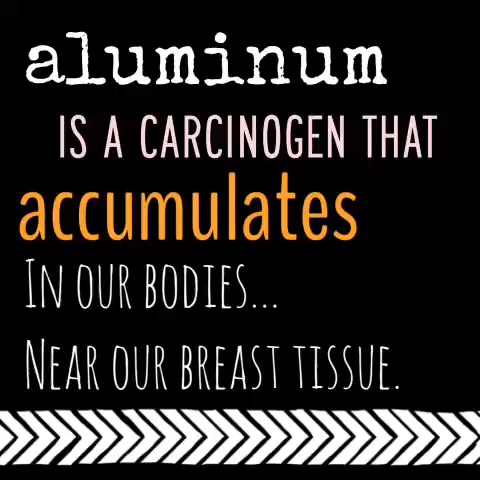 aluminum
IS A CARCINOGEN THAT
accumulates
IN OUR BODIES...
NEAR OUR BREAST TISSUE.